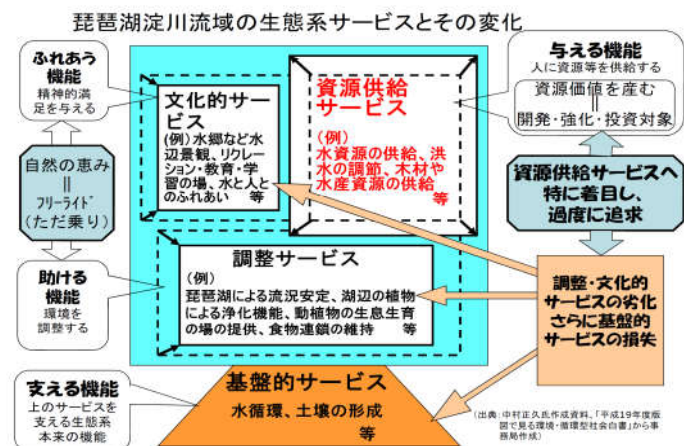 琵琶湖淀川流域の生態系サービスとその変化
ふれあう
機能
精神的満
足を与える
自然の恵み
||
ﾌﾘｰﾗｲﾄﾞ
(ただ乗り)
助ける
機能
環境を
調整する
支える機能
上のサービスを
支える生態系
本来の機能
文化的サービス
(例)水郷など水
辺景観、リクレー
ション・教育・学
習の場、水と人と
のふれあい 等
資源供給
サービス
(例)
水資源の供給、洪
水の調節、木材や
水産資源の供給
等
調整サービス
(例)
琵琶湖による流況安定、湖辺の植物
による浄化機能、動植物の生息生育
の場の提供、食物連鎖の維持 等
基盤的サービス
水循環、土壌の形成
等
与える機能
人に資源等を供給する
資源価値を産む
||
開発・強化・投資対象
資源供給サービスへ
特に着目し、
過度に追求
調整・文化的
サービスの劣化
さらに基盤的
サービスの損失
(出典:中村正久氏作成資料、「平成19年度版
図で見る環境・循環型社会白書」から事
務局作成)